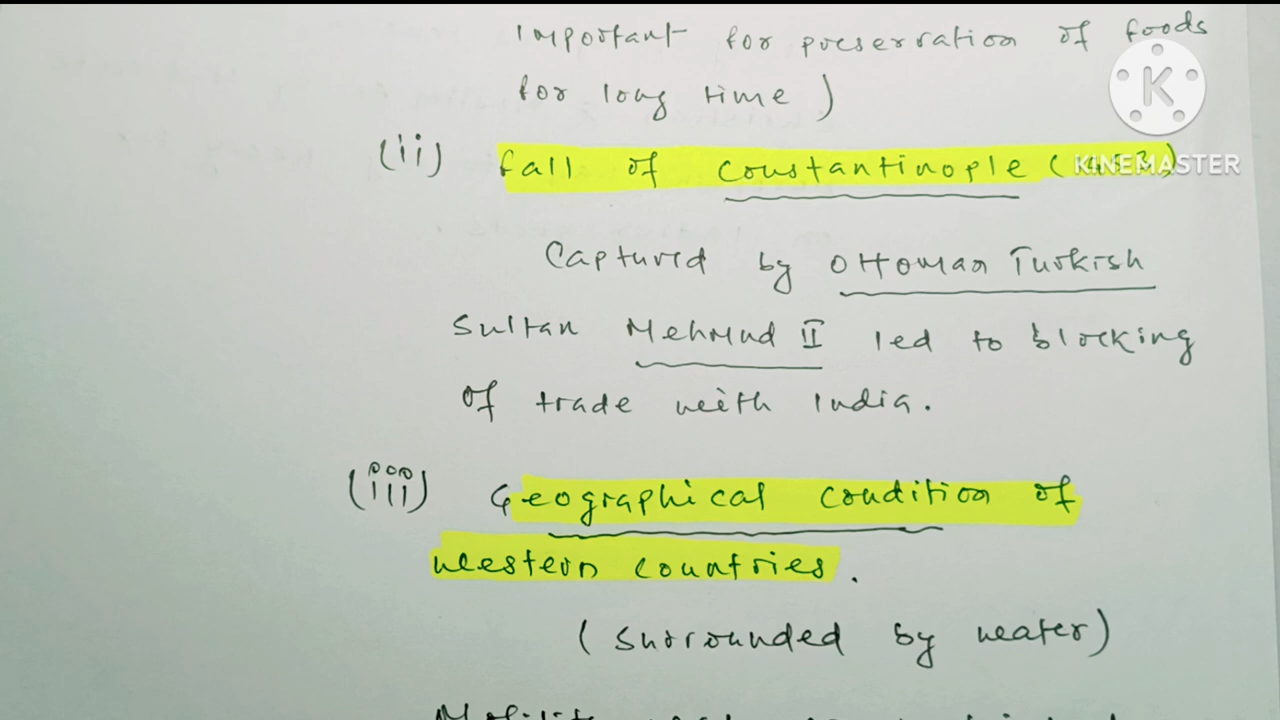 Important for preservation of foods
for long time)
(ii) Fall of Constantinople (
KINEMASTER
Captured by Ottoman Turkish
Sultan Mehmud II led to blocking
of trade with India.
(iii) Geographical condition of
western countries.
(surrounded by water)